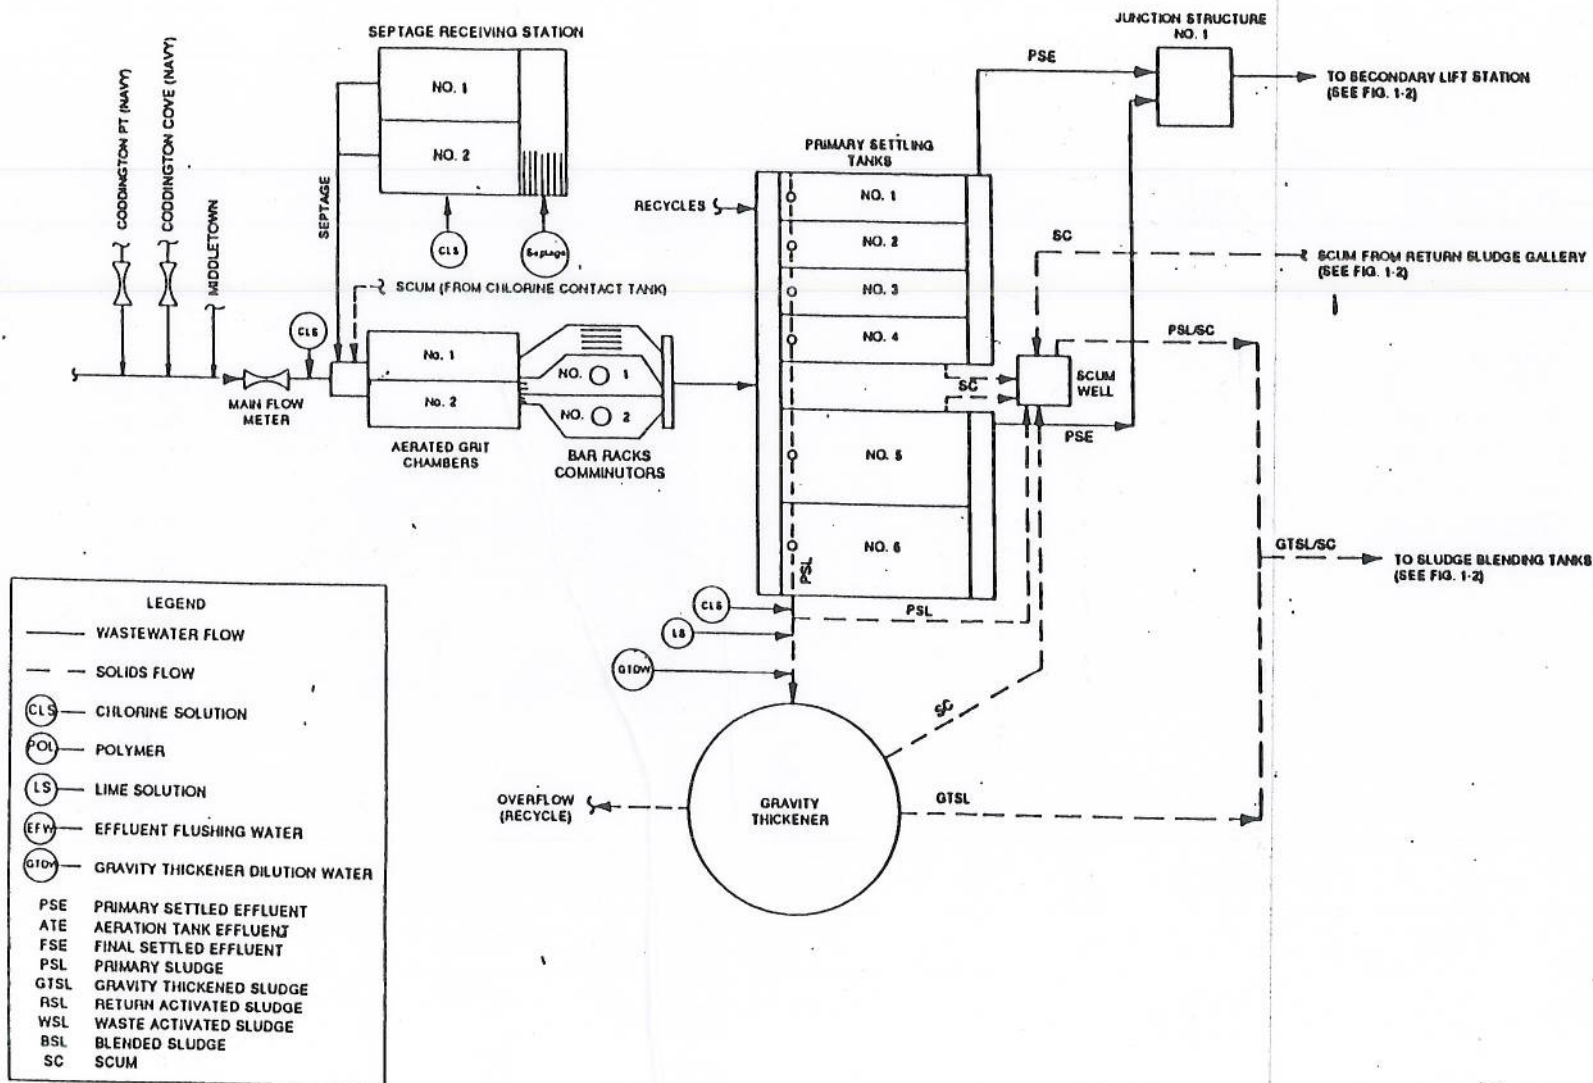 SEPTAGE RECEIVING STATION
NO. 1
NO. 2
CLS
Septage
SEPTAGE
CODDINGTON PT (NAVY)
CODDINGTON COVE (NAVY)
MIDDLETOWN
SCUM (FROM CHLORINE CONTACT TANK)
CLS
MAIN FLOW
METER
No. 1
No. 2
AERATED GRIT
CHAMBERS
NO. 1
NO. 2
BAR RACKS
COMMINUTORS
RECYCLES
PRIMARY SETTLING
TANKS
NO. 1
NO. 2
NO. 3
NO. 4
NO. 5
NO. 6
PSL
PSE
JUNCTION STRUCTURE
NO. 1
TO SECONDARY LIFT STATION
(SEE FIG. 1-2)
SC
SCUM FROM RETURN SLUDGE GALLERY
(SEE FIG. 1-2)
PSL/SC
SC
SCUM
WELL
PSE
GTSL/SC
TO SLUDGE BLENDING TANKS
(SEE FIG. 1-2)
CLS
LS
GTDW
PSL
SC
GRAVITY
THICKENER
OVERFLOW
(RECYCLE)
GTSL
LEGEND
WASTEWATER FLOW
SOLIDS FLOW
CLS CHLORINE SOLUTION
POL POLYMER
LS LIME SOLUTION
EFW EFFLUENT FLUSHING WATER
GTDW GRAVITY THICKENER DILUTION WATER
PSE PRIMARY SETTLED EFFLUENT
ATE AERATION TANK EFFLUENT
FSE FINAL SETTLED EFFLUENT
PSL PRIMARY SLUDGE
GTSL GRAVITY THICKENED SLUDGE
RSL RETURN ACTIVATED SLUDGE
WSL WASTE ACTIVATED SLUDGE
BSL BLENDED SLUDGE
SC SCUM